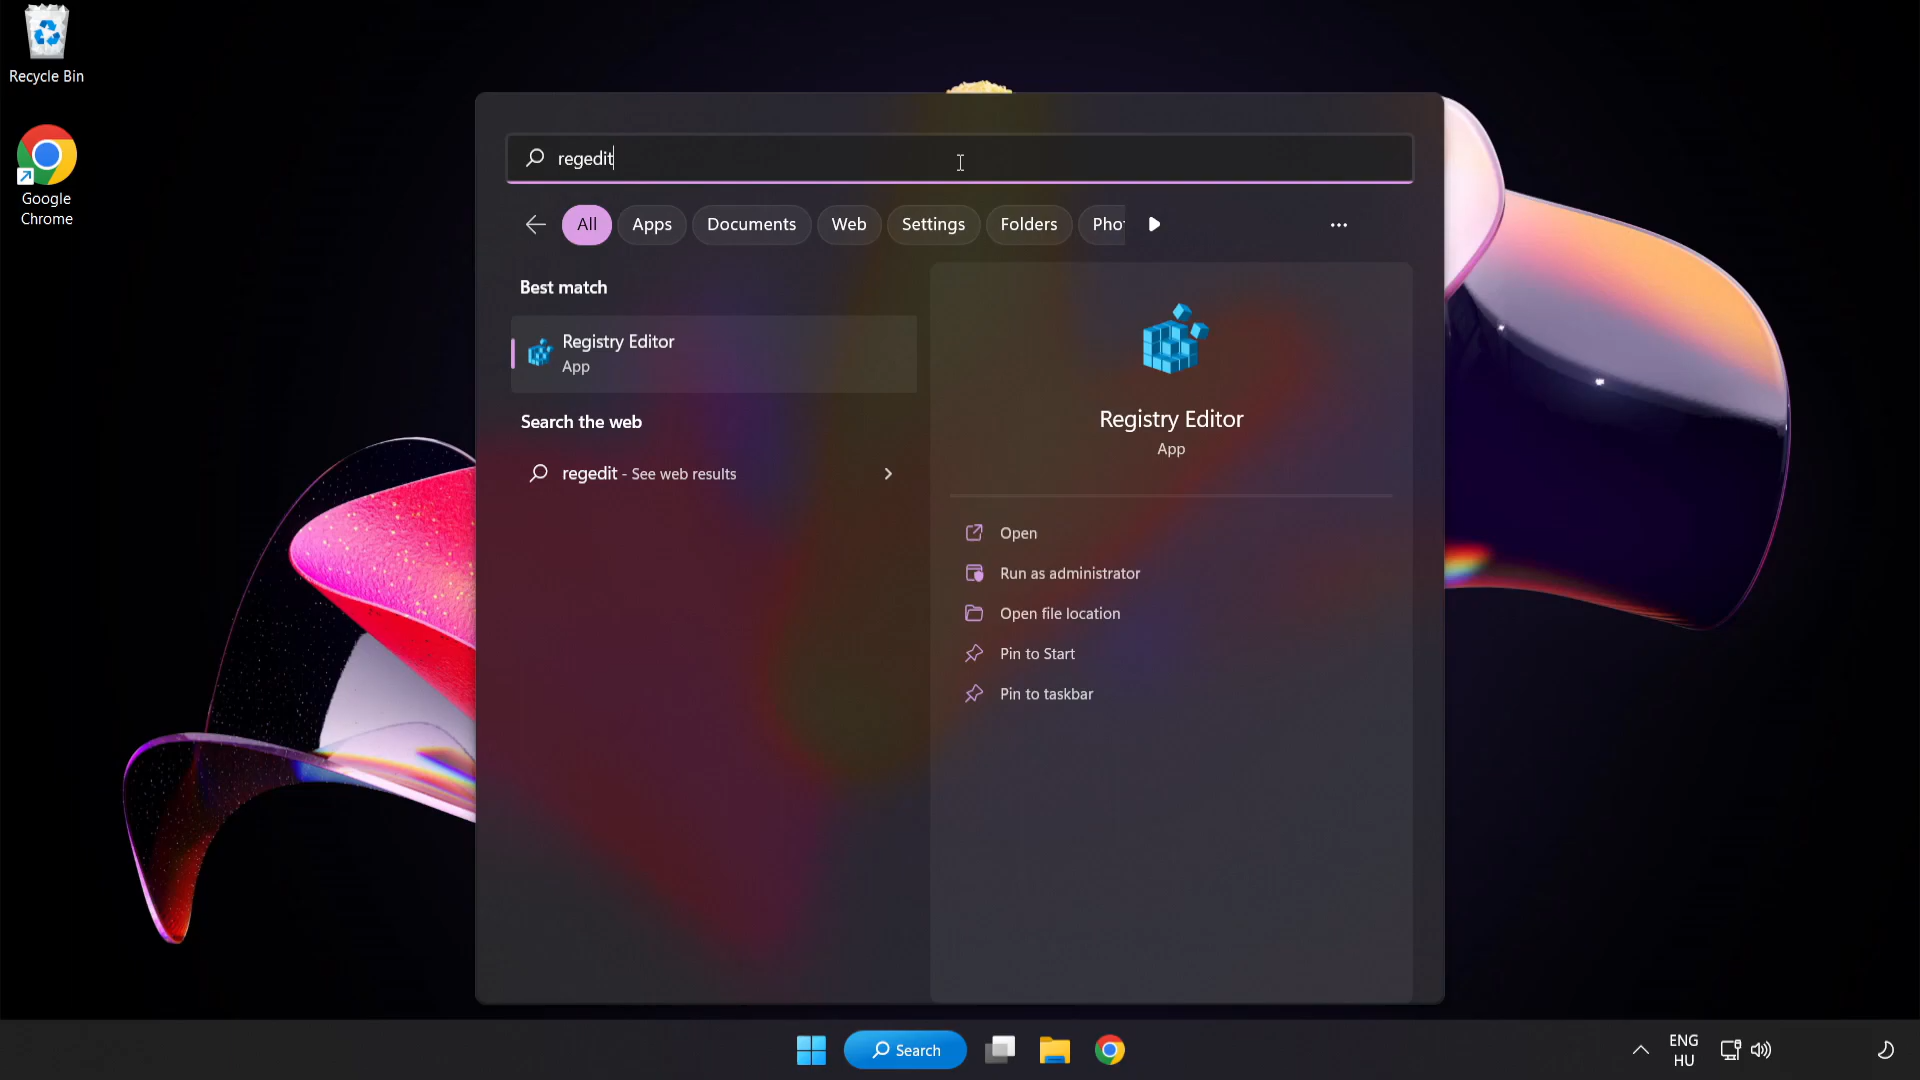 Recycle Bin
Google
Chrome
regedit
All
Apps
Documents
Web
Settings
Folders
Pho
Best match
Registry Editor
App
Search the web
regedit - See web results
Registry Editor
App
Open
Run as administrator
Open file location
Pin to Start
Pin to taskbar
Search
ENG
HU